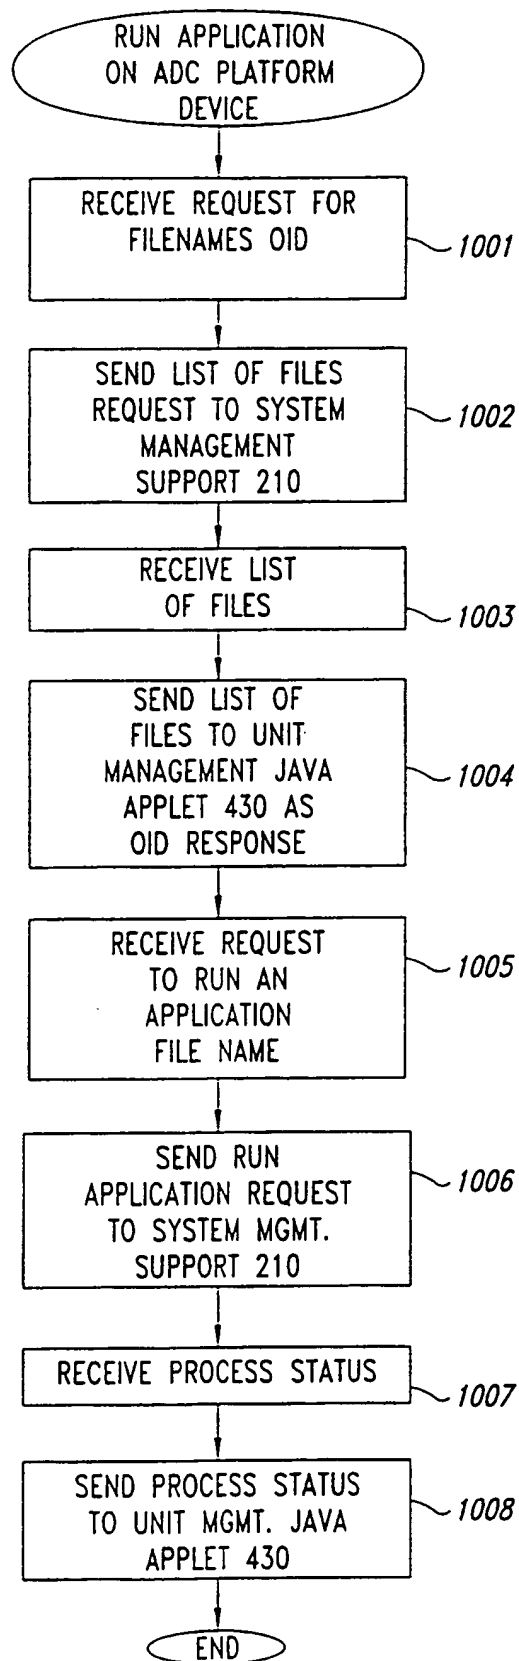 RUN APPLICATION
ON ADC PLATFORM
DEVICE
RECEIVE REQUEST FOR
FILENAMES OID
1001
SEND LIST OF FILES
REQUEST TO SYSTEM
MANAGEMENT
SUPPORT 210
1002
RECEIVE LIST
OF FILES
1003
SEND LIST OF
FILES TO UNIT
MANAGEMENT JAVA
APPLET 430 AS
OID RESPONSE
1004
RECEIVE REQUEST
TO RUN AN
APPLICATION
FILE NAME
1005
SEND RUN
APPLICATION REQUEST
TO SYSTEM MGMT.
SUPPORT 210
1006
RECEIVE PROCESS STATUS
1007
SEND PROCESS STATUS
TO UNIT MGMT. JAVA
APPLET 430
1008
END